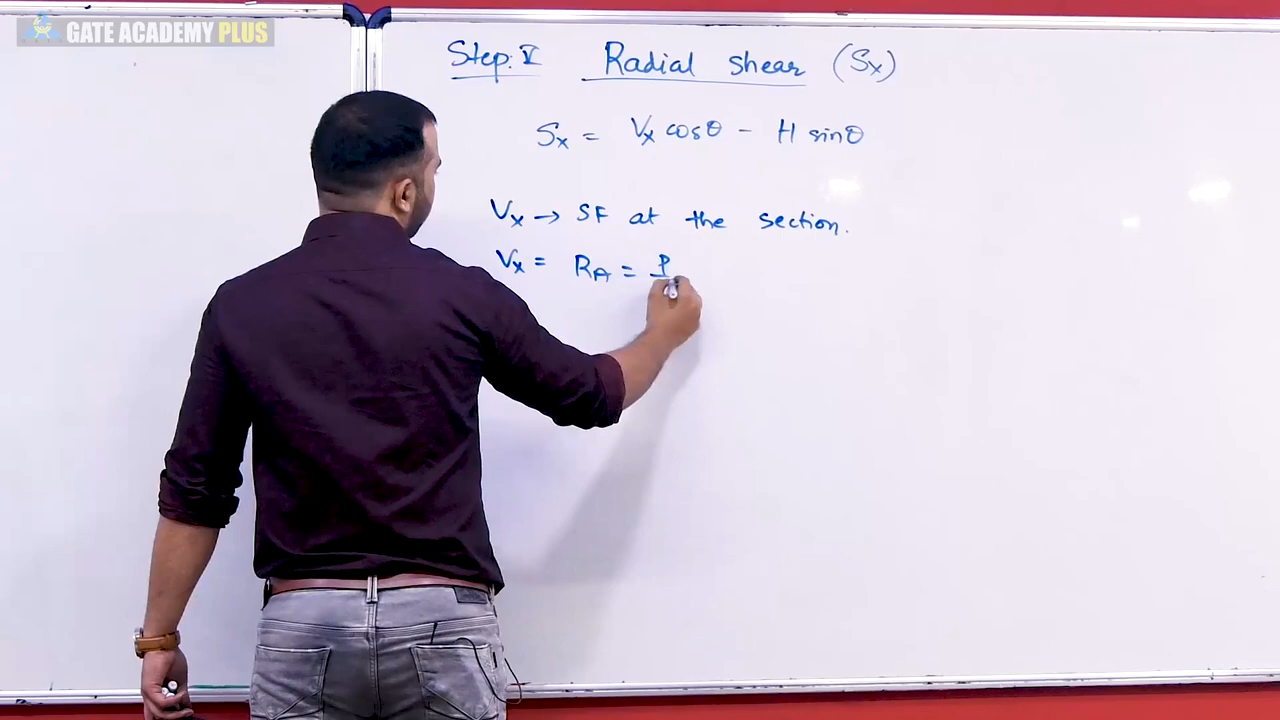 GATE ACADEMY PLUS
Step: V Radial shear (Sx)
Sx = Vx cosθ - H sinθ
Vx → SF at the section.
Vx = RA = P